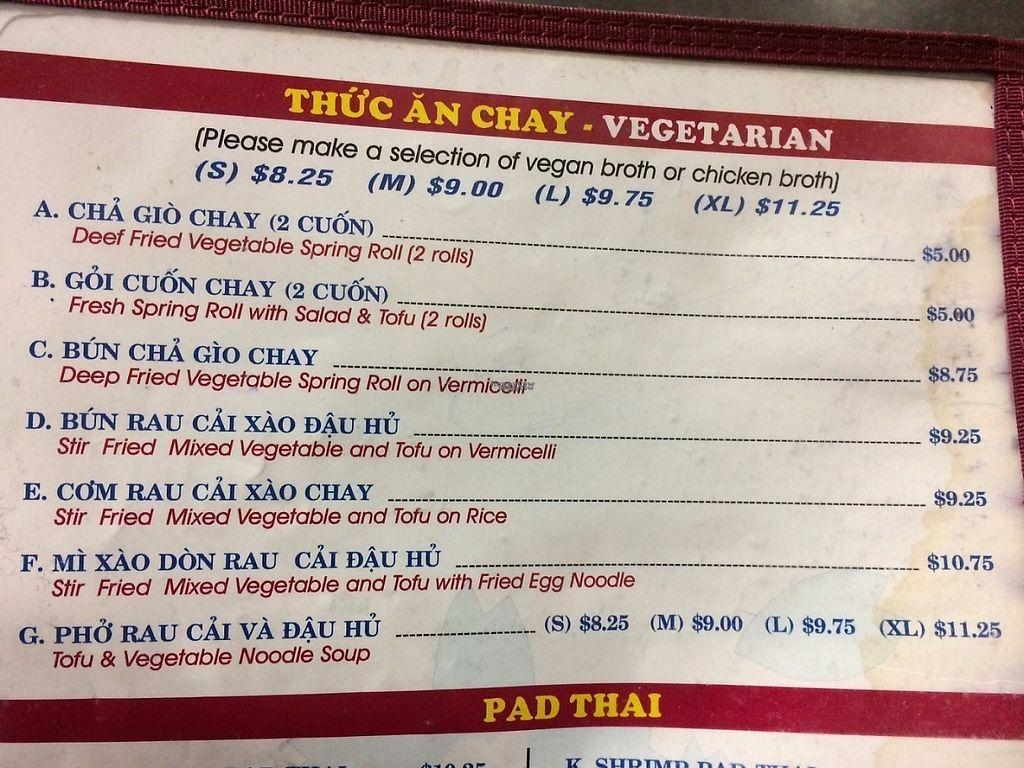 THỨC ĂN CHAY - VEGETARIAN
(Please make a selection of vegan broth or chicken broth)
(S) $8.25 (M) $9.00 (L) $9.75 (XL) $11.25
A. CHẢ GIÒ CHAY (2 CUỐN) $5.00
Deef Fried Vegetable Spring Roll (2 rolls)
B. GỎI CUỐN CHAY (2 CUỐN) $5.00
Fresh Spring Roll with Salad & Tofu (2 rolls)
C. BÚN CHẢ GÌO CHAY $8.75
Deep Fried Vegetable Spring Roll on Vermicelli
D. BÚN RAU CẢI XÀO ĐẬU HỦ $9.25
Stir Fried Mixed Vegetable and Tofu on Vermicelli
E. CƠM RAU CẢI XÀO CHAY $9.25
Stir Fried Mixed Vegetable and Tofu on Rice
F. MÌ XÀO DÒN RAU CẢI ĐẬU HỦ $10.75
Stir Fried Mixed Vegetable and Tofu with Fried Egg Noodle
G. PHỞ RAU CẢI VÀ ĐẬU HỦ (S) $8.25 (M) $9.00 (L) $9.75 (XL) $11.25
Tofu & Vegetable Noodle Soup
PAD THAI
K. SHRIMP PAD THAI